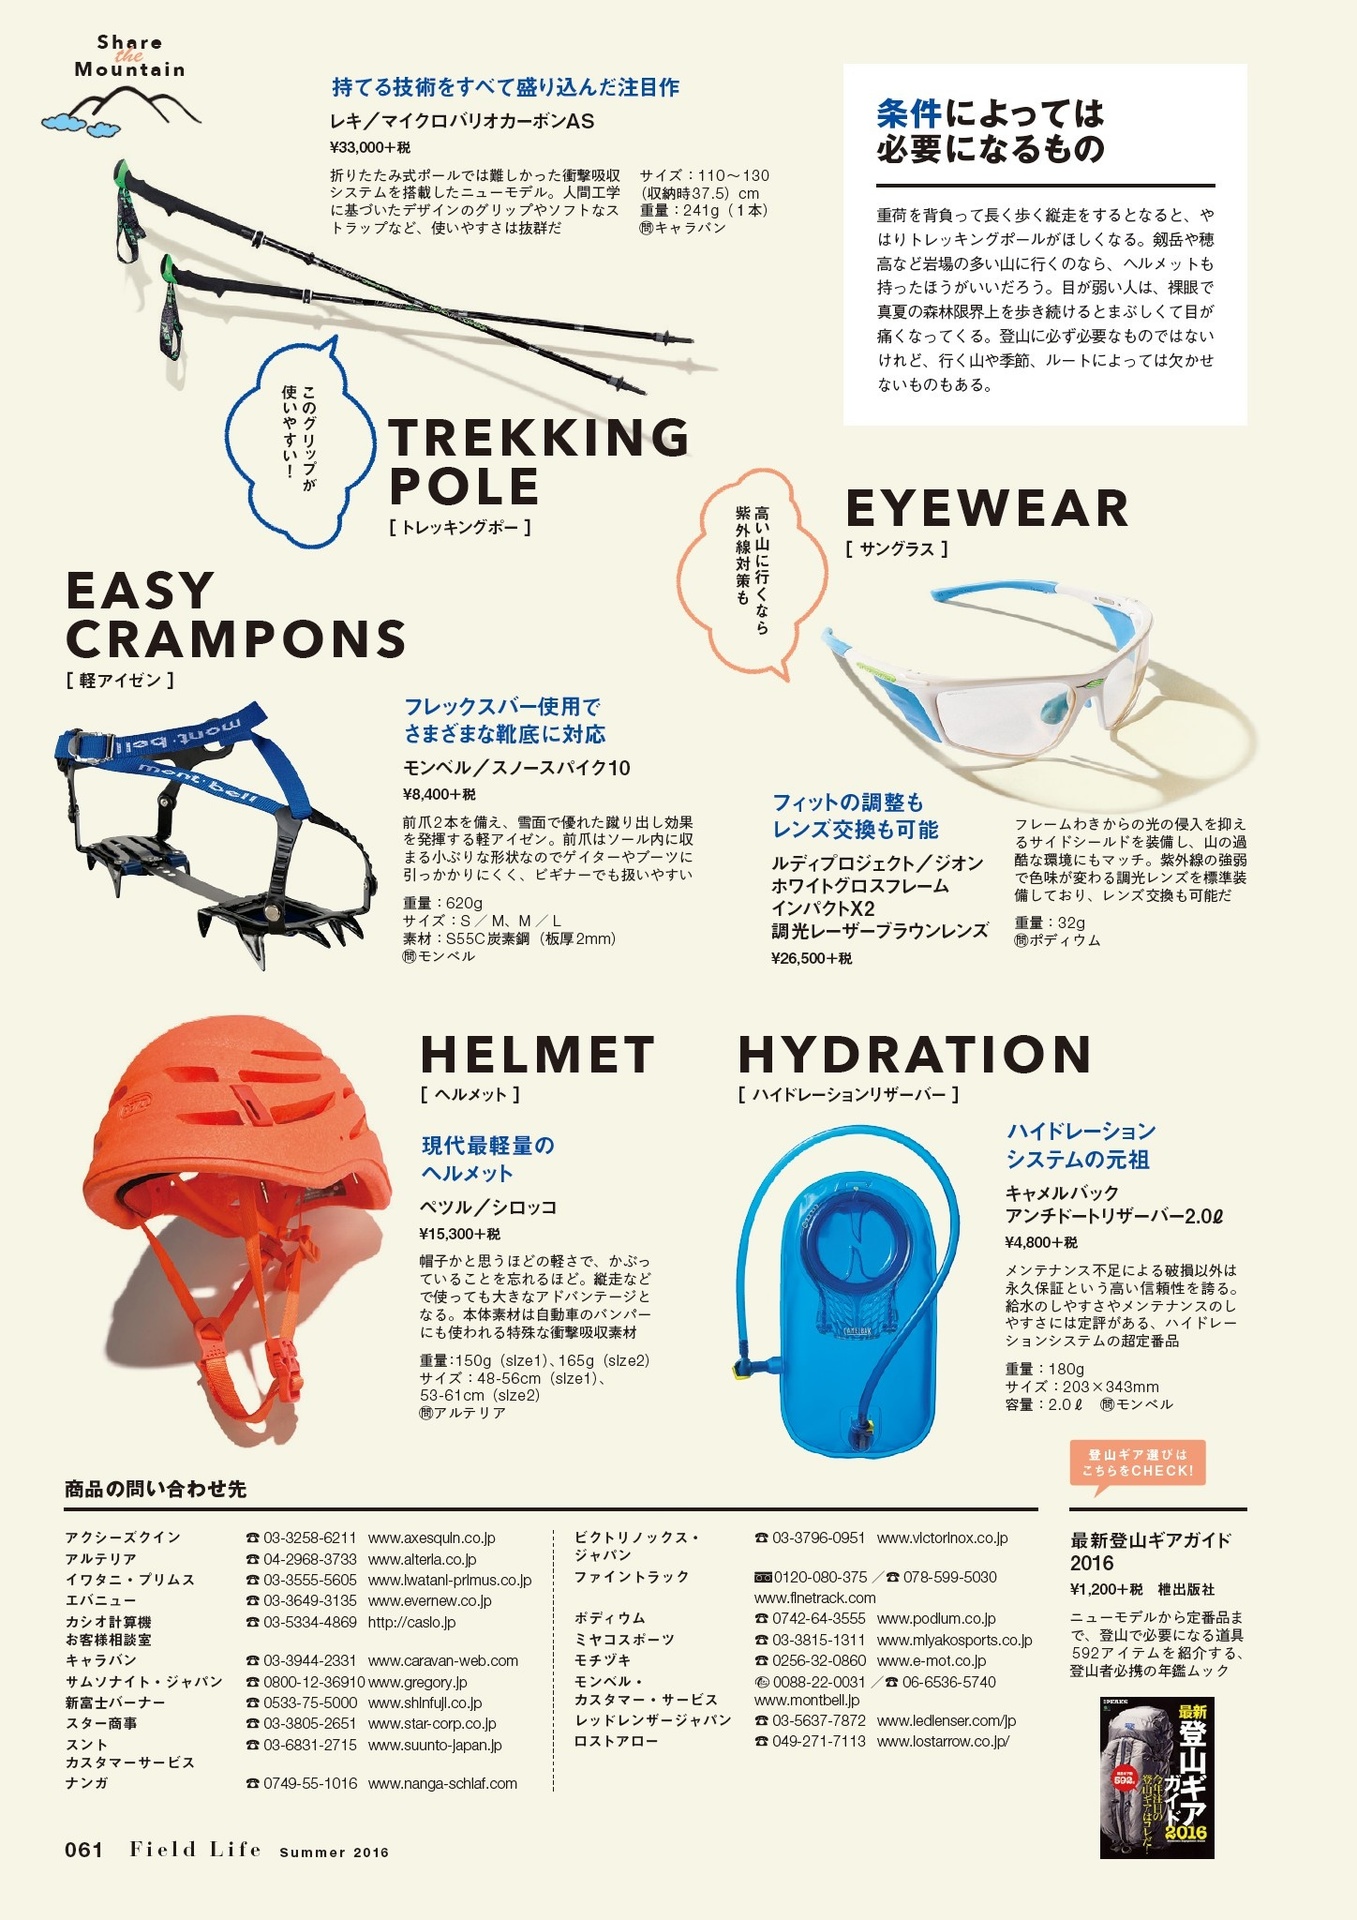 Share
the
Mountain
持てる技術をすべて盛り込んだ注目作
レキ／マイクロバリオカーボンAS
¥33,000+税
折りたたみ式ポールでは難しかった衝撃吸収
システムを搭載したニューモデル。人間工学
に基づいたデザインのグリップやソフトなス
トラップなど、使いやすさは抜群だ
サイズ：110〜130
(収納時37.5) cm
重量：241g（1本）
㉄キャラバン
条件によっては
必要になるもの
重荷を背負って長く歩く縦走をするとなると、や
はりトレッキングポールがほしくなる。剱岳や穂
高など岩場の多い山に行くのなら、ヘルメットも
持ったほうがいいだろう。目が弱い人は、裸眼で
真夏の森林限界上を歩き続けるとまぶしくて目が
痛くなってくる。登山に必ず必要なものではない
けれど、行く山や季節、ルートによっては欠かせ
ないものもある。
このグリップが
使いやすい！
TREKKING
POLE
[ トレッキングポー ]
高い山に行くなら
紫外線対策も
EYEWEAR
[ サングラス ]
EASY
CRAMPONS
[ 軽アイゼン ]
mont·bell
mont·bell
フレックスバー使用で
さまざまな靴底に対応
モンベル／スノースパイク10
¥8,400+税
前爪2本を備え、雪面で優れた蹴り出し効果
を発揮する軽アイゼン。前爪はソール内に収
まる小ぶりな形状なのでゲイターやブーツに
引っかかりにくく、ビギナーでも扱いやすい
重量：620g
サイズ：S／M、M／L
素材：S55C炭素鋼（板厚2mm）
㉄モンベル
フィットの調整も
レンズ交換も可能
ルディプロジェクト／ジオン
ホワイトグロスフレーム
インパクトX2
調光レーザーブラウンレンズ
¥26,500+税
フレームわきからの光の侵入を抑え
るサイドシールドを装備し、山の過
酷な環境にもマッチ。紫外線の強弱
で色味が変わる調光レンズを標準装
備しており、レンズ交換も可能だ
重量：32g
㉄ポディウム
HELMET
[ ヘルメット ]
現代最軽量の
ヘルメット
ペツル／シロッコ
¥15,300+税
帽子かと思うほどの軽さで、かぶっ
ていることを忘れるほど。縦走など
で使っても大きなアドバンテージと
なる。本体素材は自動車のバンパー
にも使われる特殊な衝撃吸収素材
重量：150g（size1）、165g（size2）
サイズ：48-56cm（size1）、
53-61cm（size2）
㉄アルテリア
HYDRATION
[ ハイドレーションリザーバー ]
CAMELBAK
ハイドレーション
システムの元祖
キャメルバック
アンチドートリザーバー2.0ℓ
¥4,800+税
メンテナンス不足による破損以外は
永久保証という高い信頼性を誇る。
給水のしやすさやメンテナンスのし
やすさには定評がある、ハイドレー
ションシステムの超定番品
重量：180g
サイズ：203×343mm
容量：2.0ℓ　㉄モンベル
商品の問い合わせ先
アクシーズクイン ☎03-3258-6211 www.axesquin.co.jp
アルテリア ☎04-2968-3733 www.alteria.co.jp
イワタニ・プリムス ☎03-3555-5605 www.iwatani-primus.co.jp
エバニュー ☎03-3649-3135 www.evernew.co.jp
カシオ計算機 ☎03-5334-4869 http://casio.jp
お客様相談室
キャラバン ☎03-3944-2331 www.caravan-web.com
サムソナイト・ジャパン ☎0800-12-36910 www.gregory.jp
新富士バーナー ☎0533-75-5000 www.shinfuji.co.jp
スター商事 ☎03-3805-2651 www.star-corp.co.jp
スント ☎03-6831-2715 www.suunto-japan.jp
カスタマーサービス
ナンガ ☎0749-55-1016 www.nanga-schlaf.com
ビクトリノックス・ ☎03-3796-0951 www.victorinox.co.jp
ジャパン
ファイントラック 0120-080-375／☎078-599-5030
www.finetrack.com
ポディウム ☎0742-64-3555 www.podium.co.jp
ミヤコスポーツ ☎03-3815-1311 www.miyakosports.co.jp
モチヅキ ☎0256-32-0860 www.e-mot.co.jp
モンベル・ 0088-22-0031／☎06-6536-5740
カスタマー・サービス www.montbell.jp
レッドレンザージャパン ☎03-5637-7872 www.ledlenser.com/jp
ロストアロー ☎049-271-7113 www.lostarrow.co.jp/
登山ギア選びは
こちらをCHECK!
最新登山ギアガイド
2016
¥1,200+税　枻出版社
ニューモデルから定番品ま
で、登山で必要になる道具
592アイテムを紹介する、
登山者必携の年鑑ムック
PEAKS
最新
登山ギア
ガイド
2016
592
今年注目の
登山ギアはコレだ！
061 Field Life Summer 2016